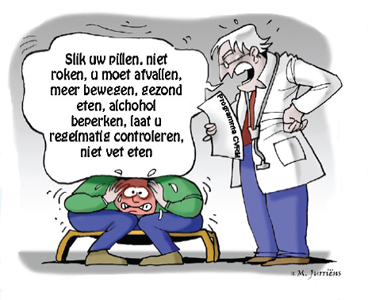 Slik uw pillen, niet
roken, u moet afvallen,
meer bewegen, gezond
eten, alchohol
beperken, laat u
regelmatig controleren,
niet vet eten
programma CVRM
M. Jurriëns